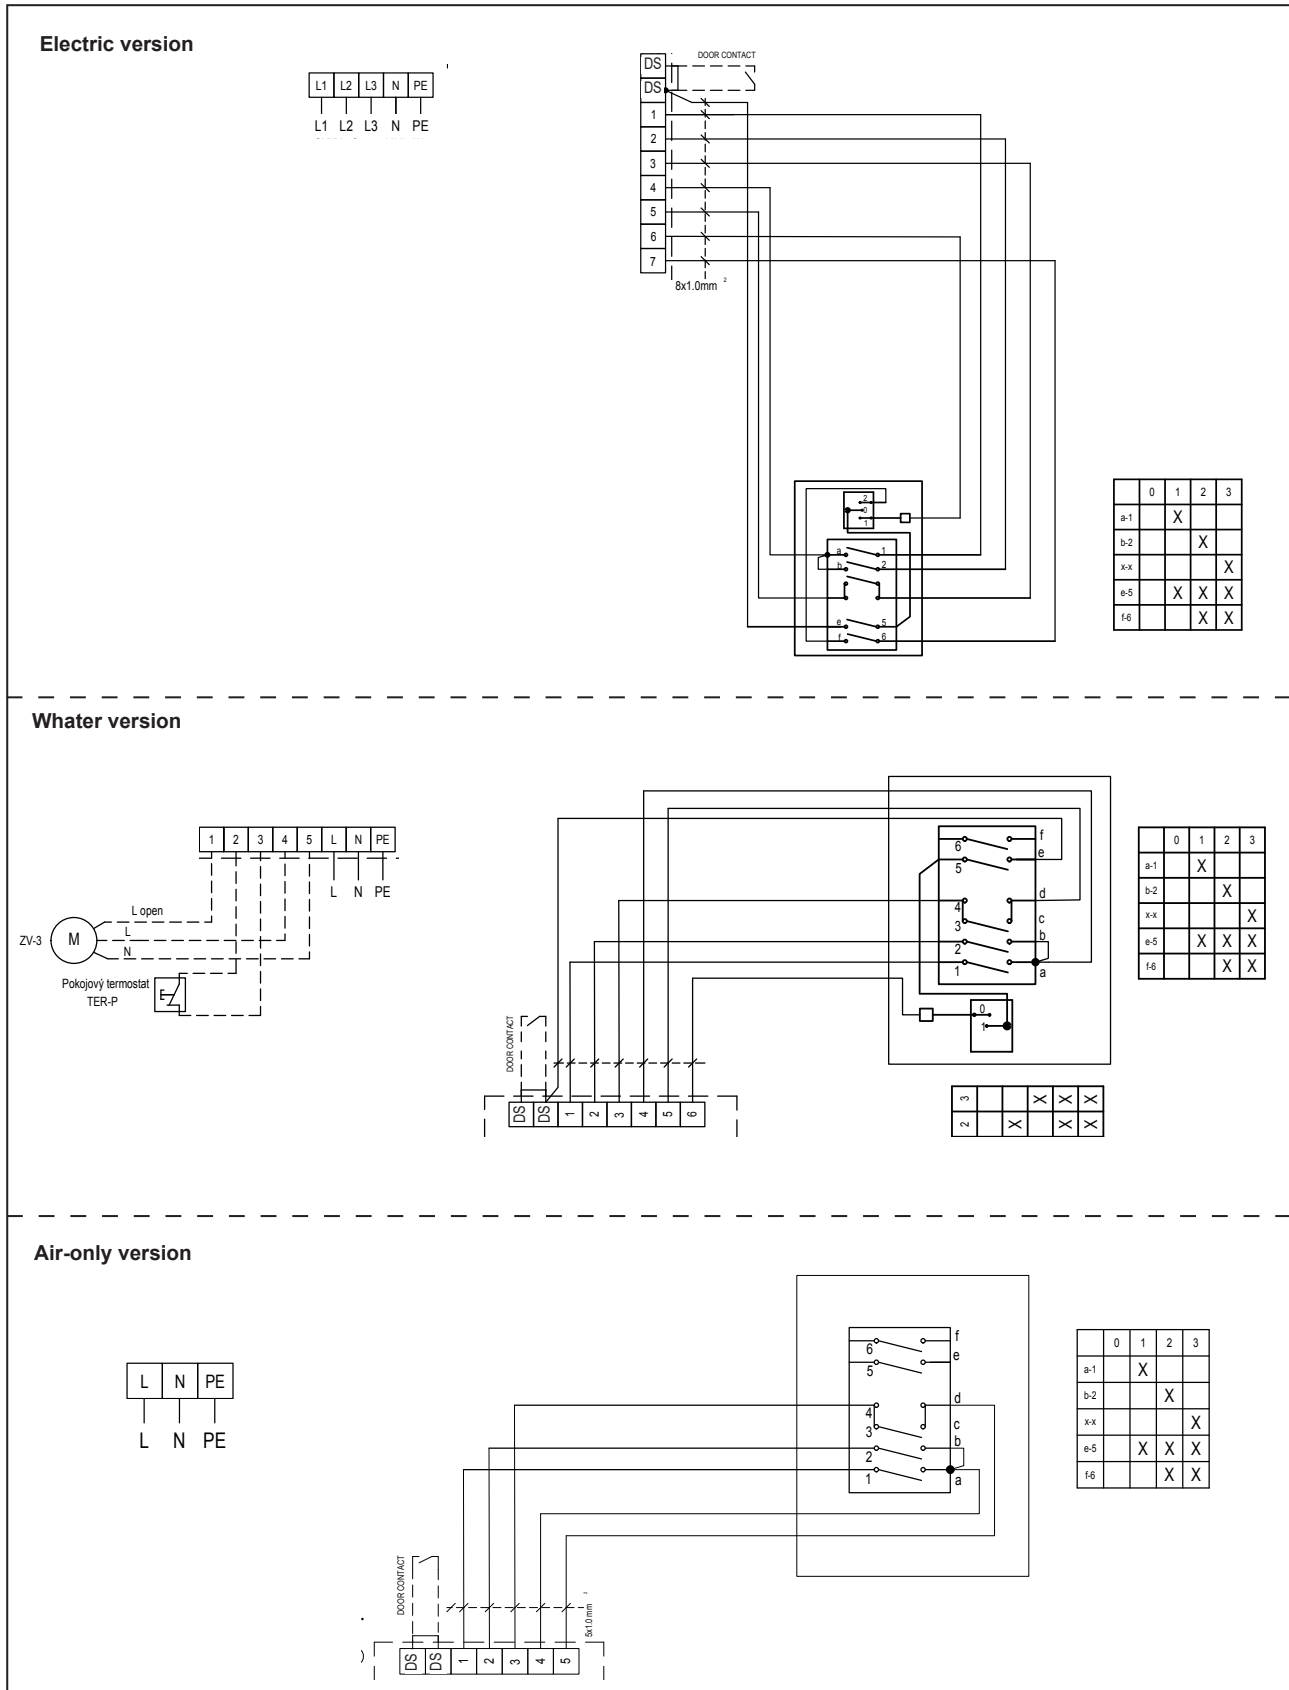 Electric version
L1 L2 L3 N PE
L1 L2 L3 N PE
DOOR CONTACT
DS
DS
1
2
3
4
5
6
7
8x1.0mm 2
2
0
1
a 1
b 2
e 5
f 6
0 1 2 3
a-1 X
b-2 X
x-x X
e-5 X X X
f-6 X X
Whater version
1 2 3 4 5 L N PE
L N PE
L open
L
N
ZV-3
M
Pokojový termostat
TER-P
6 f
5 e
4 d
3 c
2 b
1 a
0
1
DOOR CONTACT
DS DS 1 2 3 4 5 6
0 1 2 3
a-1 X
b-2 X
x-x X
e-5 X X X
f-6 X X
3 X X X
2 X X X
Air-only version
L N PE
L N PE
6 f
5 e
4 d
3 c
2 b
1 a
DOOR CONTACT
5x1.0 mm 2
)
DS DS 1 2 3 4 5
0 1 2 3
a-1 X
b-2 X
x-x X
e-5 X X X
f-6 X X